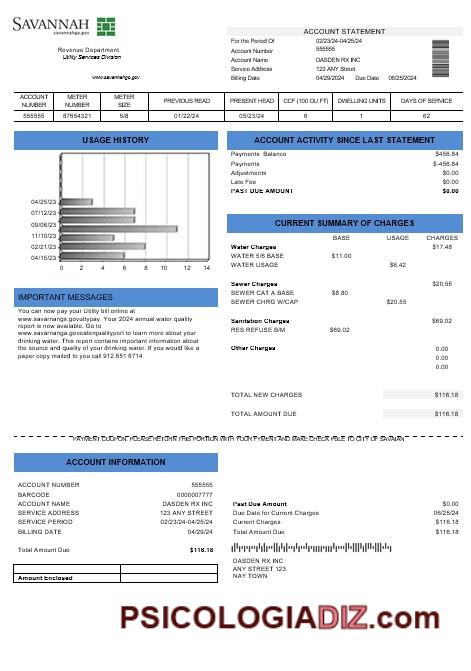 SAVANNAH
savannahga.gov
Revenue Department.
Utility Services Division
www.savannahga.gov
ACCOUNT STATEMENT
For the Period Of 02/23/24-04/25/24
Account Number 555555
Account Name DASDEN RX INC
Service Address 123 ANY Street
Billing Date 04/29/2024 Due Date 06/25/2024
ACCOUNT NUMBER METER NUMBER METER SIZE PREVIOUS READ PRESENT HEAD CCF (100 OU FT) DWELLING UNITS DAYS OF SERVICE
555555 87654321 5/8 01/22/24 05/23/24 6 1 62
USAGE HISTORY
04/25/23
07/12/23
09/06/23
11/10/23
02/21/23
04/15/23
0 2 4 6 8 10 12 14
IMPORTANT MESSAGES
You can now pay your Utility bill online at
www.savannahga.govuttypay. Your 2024 annual water quality
report is now available. Go to
www.savarnanga.goveaterqualityport to learn more about your
drinking water. This report contains important information about
the source and quality of your drinking water. If you would like a
paper copy mailed to you call 912.651 6714
ACCOUNT ACTIVITY SINCE LAST STATEMENT
Payments Balance $456.84
Payments $-456.84
Adjustments $0.00
Late Fee $0.00
PAST DUE AMOUNT $0.00
CURRENT SUMMARY OF CHARGES
BASE USAGE CHARGES
Water Charges $17.48
WATER 5/6 BASE $11.00
WATER USAGE $6.42
Sewer Charges $20.55
SEWER CAT A BASE $8.80
SEWER CHRG W/CAP $20.55
Sanitation Charges $69.02
RES REFUSE B/M $69.02
Other Charges 0.00
0.00
0.00
TOTAL NEW CHARGES $116.18
TOTAL AMOUNT DUE $116.18
PAYMENT COUPON. PLEASE RETURN THIS PORTION WITH YOUR PYMENT AND MAKE CHECK PBLE TO CITY OF SAVAIAN
ACCOUNT INFORMATION
ACCOUNT NUMBER 555555
BARCODE 0000007777
ACCOUNT NAME DASDEN RX INC
SERVICE ADORESS 123 ANY STREET
SERVICE PERIOD 02/23/24-04/25/24
BILLING DATE 04/29/24
Total Amount Due $116.18
Amount Enclosed
Past Due Amount $0.00
Due Date for Current Charges 06/25/24
Current Charges $116.18
Total Amount Due $116.18
DASDEN RX INC
ANY STREET 123
NAY TOWN
PSICOLOGIADIZ.com